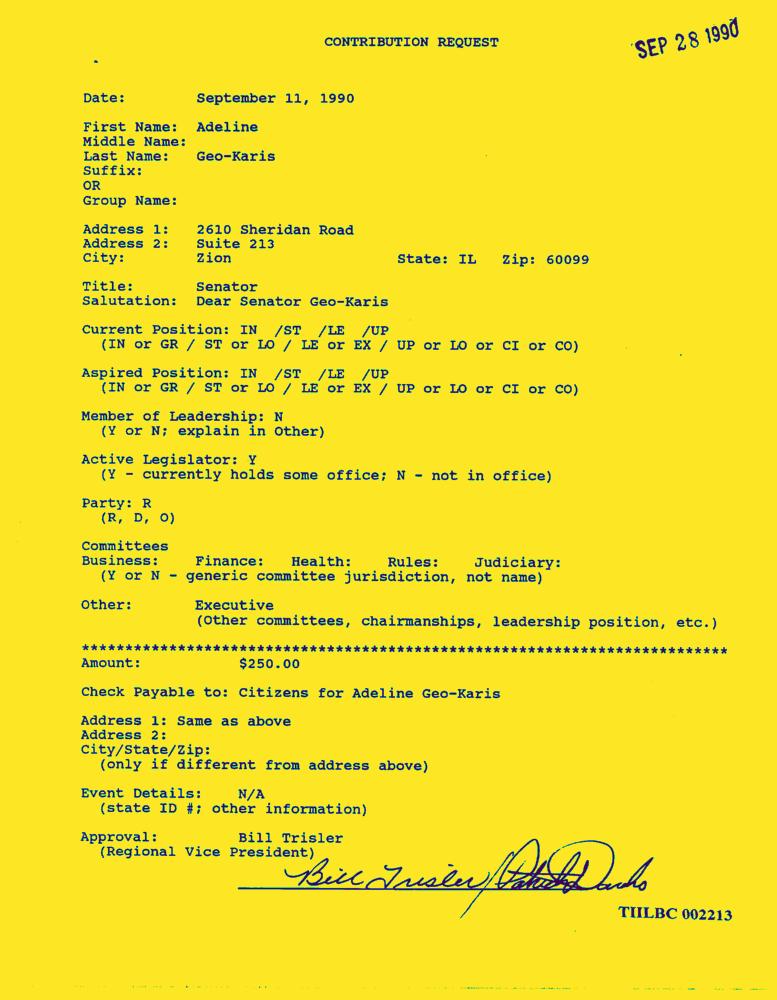 CONTRIBUTION REQUEST
SEP 28 1990
Date: September 11, 1990
First Name: Adeline
Middle Name:
Last Name: Geo-Karis
Suffix:
OR
Group Name:
Address 1: 2610 Sheridan Road
Address 2: Suite 213
City: Zion State: IL Zip: 60099
Title: Senator
Salutation: Dear Senator Geo-Karis
Current Position: IN /ST /LE /UP
(IN or GR / ST or LO / LE or EX / UP or LO or CI or CO)
Aspired Position: IN /ST /LE /UP
(IN or GR / ST or LO / LE or EX / UP or LO or CI or CO)
Member of Leadership: N
(Y or N; explain in Other)
Active Legislator: Y
(Y - currently holds some office; N - not in office)
Party: R
(R, D, O)
Committees
Business: Finance: Health: Rules: Judiciary:
(Y or N - generic committee jurisdiction, not name)
Other: Executive
(Other committees, chairmanships, leadership position, etc.)
**************************************************************************
Amount: $250.00
Check Payable to: Citizens for Adeline Geo-Karis
Address 1: Same as above
Address 2:
City/State/Zip:
(only if different from address above)
Event Details: N/A
(state ID #; other information)
Approval: Bill Trisler
(Regional Vice President)
Bill Trisler/
TIILBC 002213